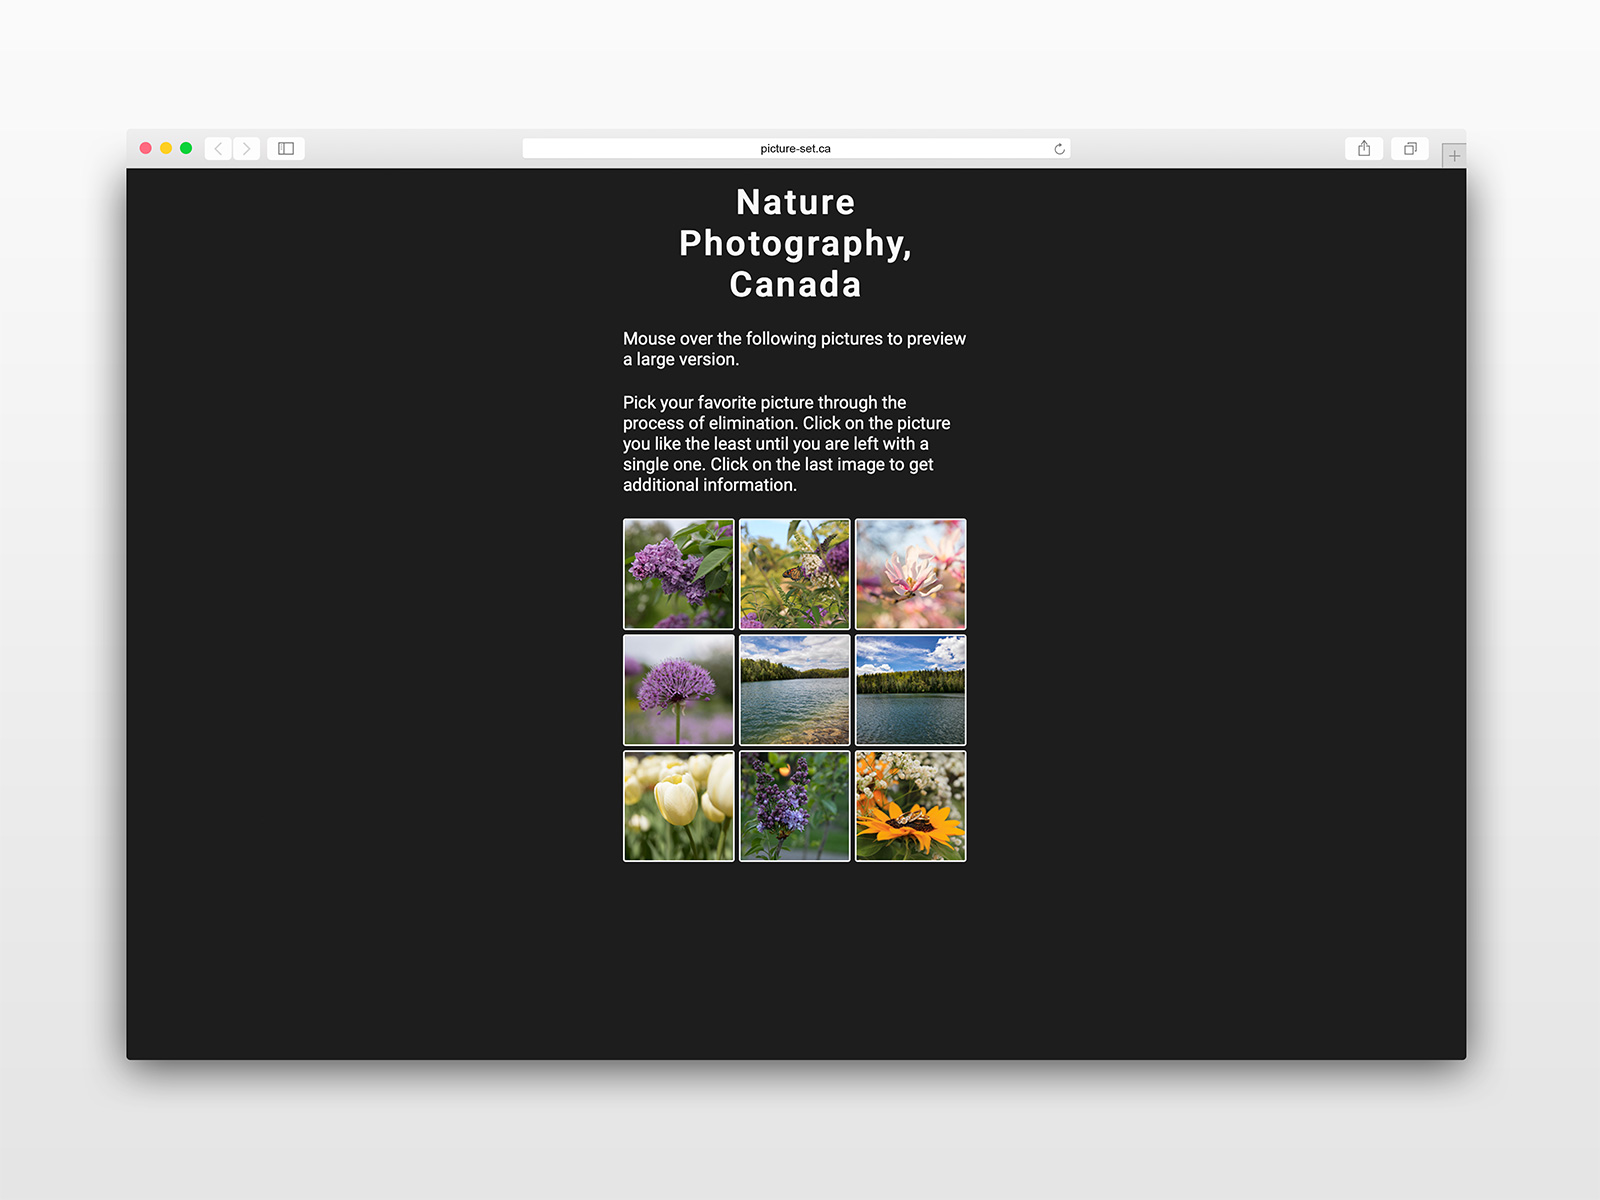 picture-set.ca
Nature
Photography,
Canada
Mouse over the following pictures to preview
a large version.
Pick your favorite picture through the
process of elimination. Click on the picture
you like the least until you are left with a
single one. Click on the last image to get
additional information.